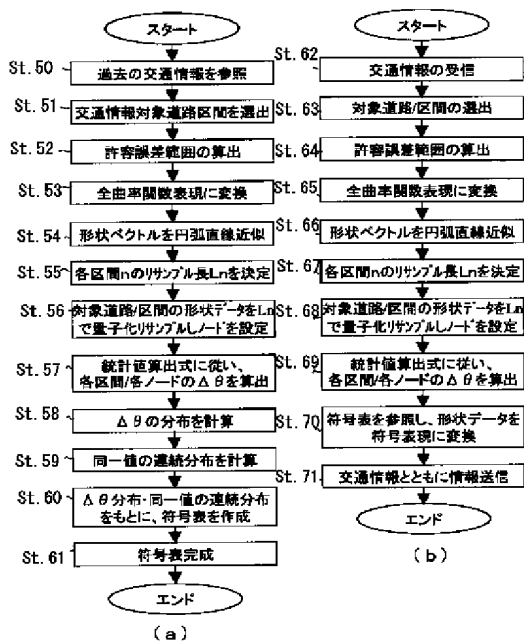 スタート
St.50
過去の交通情報を参照
St.51
交通情報対象道路区間を選出
St.52
許容誤差範囲の算出
St.53
全曲率関数表現に変換
St.54
形状ベクトルを円弧直線近似
St.55
各区間nのリサンプル長Lnを決定
St.56
対象道路/区間の形状データをLn
で量子化リサンプルしノードを設定
St.57
統計値算出式に従い、
各区間/各ノードのΔθを算出
St.58
Δθの分布を計算
St.59
同一値の連続分布を計算
St.60
Δθ分布・同一値の連続分布
をもとに、符号表を作成
St.61
符号表完成
エンド
(a)
スタート
St.62
交通情報の受信
St.63
対象道路/区間の選出
St.64
許容誤差範囲の算出
St.65
全曲率関数表現に変換
St.66
形状ベクトルを円弧直線近似
St.67
各区間nのリサンプル長Lnを決定
St.68
対象道路/区間の形状データをLn
で量子化リサンプルしノードを設定
St.69
統計値算出式に従い、
各区間/各ノードのΔθを算出
St.70
符号表を参照し、形状データを
符号表現に変換
St.71
交通情報とともに情報送信
エンド
(b)